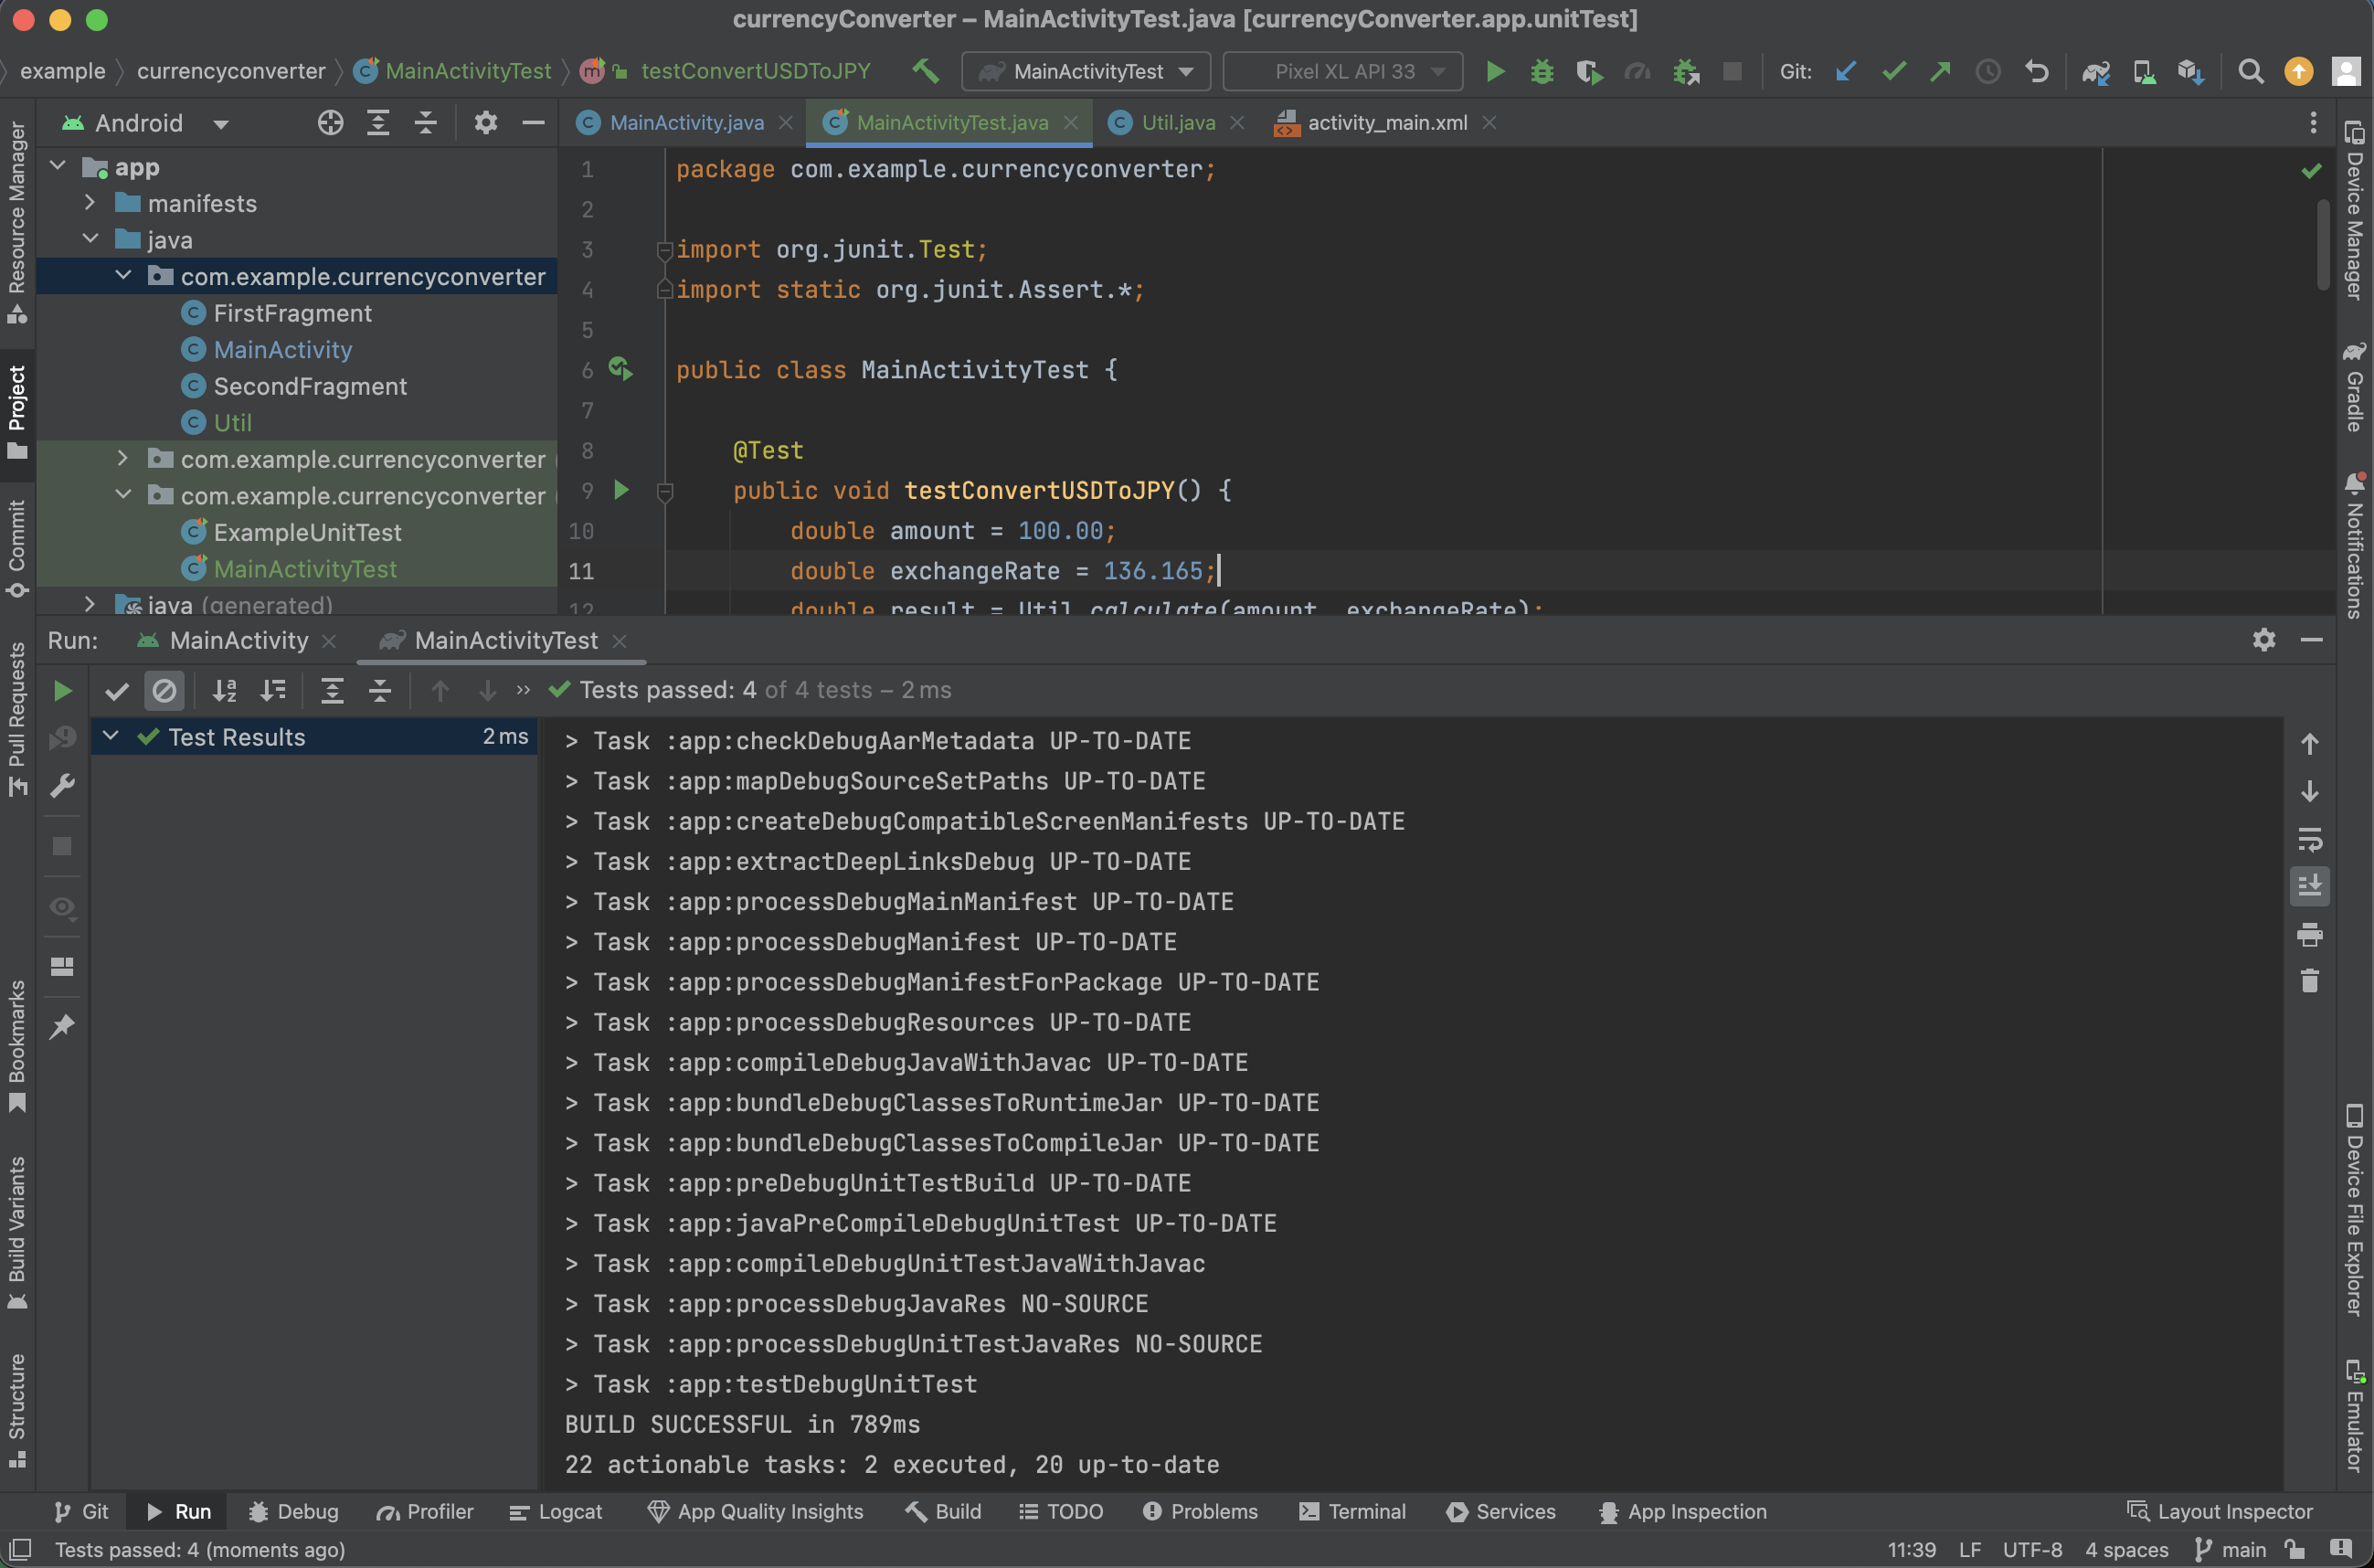 currencyConverter – MainActivityTest.java [currencyConverter.app.unitTest]
example currencyconverter MainActivityTest m testConvertUSDToJPY MainActivityTest Pixel XL API 33 Git:
Android
MainActivity.java MainActivityTest.java Util.java activity_main.xml
app
manifests
java
com.example.currencyconverter
FirstFragment
MainActivity
SecondFragment
Util
com.example.currencyconverter
com.example.currencyconverter
ExampleUnitTest
MainActivityTest
java (generated)
1 package com.example.currencyconverter;
2
3 import org.junit.Test;
4 import static org.junit.Assert.*;
5
6 public class MainActivityTest {
7
8 @Test
9 public void testConvertUSDToJPY() {
10 double amount = 100.00;
11 double exchangeRate = 136.165;
12 double result = Util.calculate(amount, exchangeRate);
Run: MainActivity MainActivityTest
Tests passed: 4 of 4 tests – 2 ms
Test Results 2 ms
> Task :app:checkDebugAarMetadata UP-TO-DATE
> Task :app:mapDebugSourceSetPaths UP-TO-DATE
> Task :app:createDebugCompatibleScreenManifests UP-TO-DATE
> Task :app:extractDeepLinksDebug UP-TO-DATE
> Task :app:processDebugMainManifest UP-TO-DATE
> Task :app:processDebugManifest UP-TO-DATE
> Task :app:processDebugManifestForPackage UP-TO-DATE
> Task :app:processDebugResources UP-TO-DATE
> Task :app:compileDebugJavaWithJavac UP-TO-DATE
> Task :app:bundleDebugClassesToRuntimeJar UP-TO-DATE
> Task :app:bundleDebugClassesToCompileJar UP-TO-DATE
> Task :app:preDebugUnitTestBuild UP-TO-DATE
> Task :app:javaPreCompileDebugUnitTest UP-TO-DATE
> Task :app:compileDebugUnitTestJavaWithJavac
> Task :app:processDebugJavaRes NO-SOURCE
> Task :app:processDebugUnitTestJavaRes NO-SOURCE
> Task :app:testDebugUnitTest
BUILD SUCCESSFUL in 789ms
22 actionable tasks: 2 executed, 20 up-to-date
Resource Manager
Project
Commit
Pull Requests
Bookmarks
Build Variants
Structure
Device Manager
Gradle
Notifications
Device File Explorer
Emulator
Git Run Debug Profiler Logcat App Quality Insights Build TODO Problems Terminal Services App Inspection Layout Inspector
Tests passed: 4 (moments ago) 11:39 LF UTF-8 4 spaces main